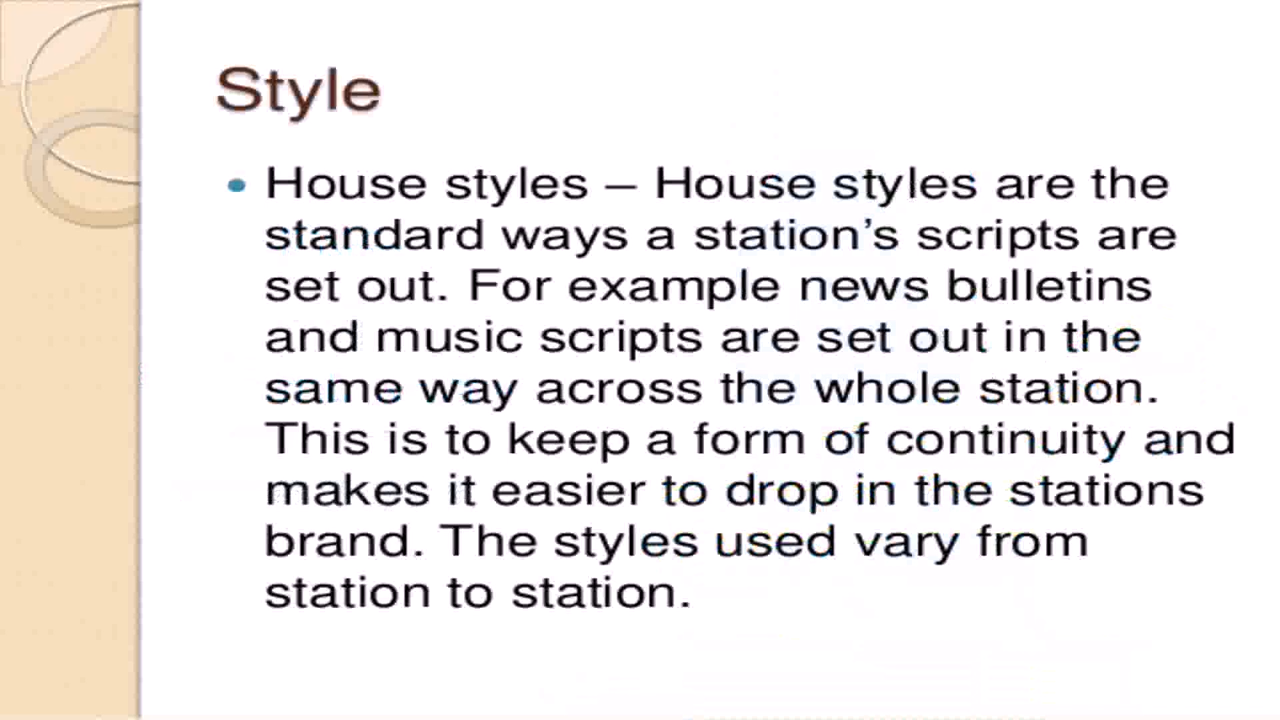 Style
• House styles – House styles are the
standard ways a station’s scripts are
set out. For example news bulletins
and music scripts are set out in the
same way across the whole station.
This is to keep a form of continuity and
makes it easier to drop in the stations
brand. The styles used vary from
station to station.